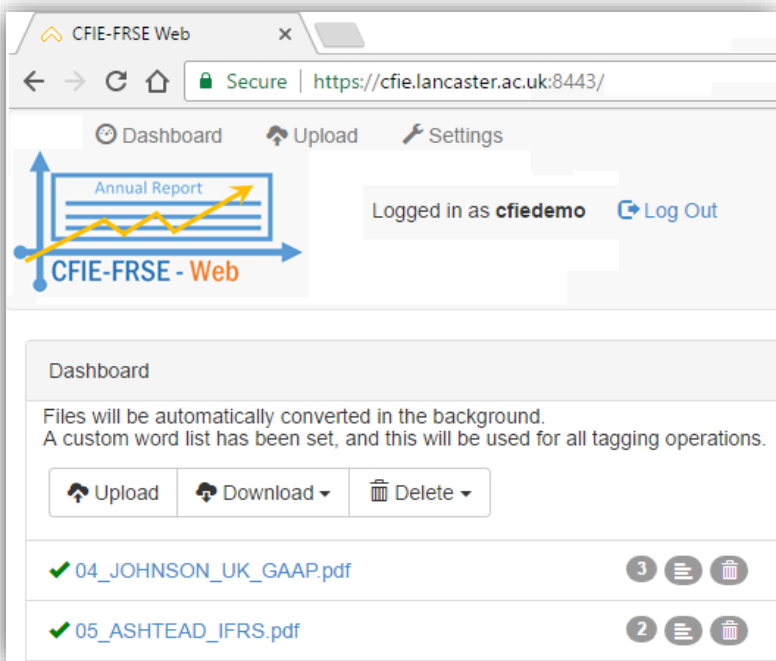 CFIE-FRSE Web
Secure | https://cfie.lancaster.ac.uk:8443/
Dashboard Upload Settings
Annual Report
CFIE-FRSE - Web
Logged in as cfiedemo Log Out
Dashboard
Files will be automatically converted in the background.
A custom word list has been set, and this will be used for all tagging operations.
Upload Download Delete
04_JOHNSON_UK_GAAP.pdf 3
05_ASHTEAD_IFRS.pdf 2